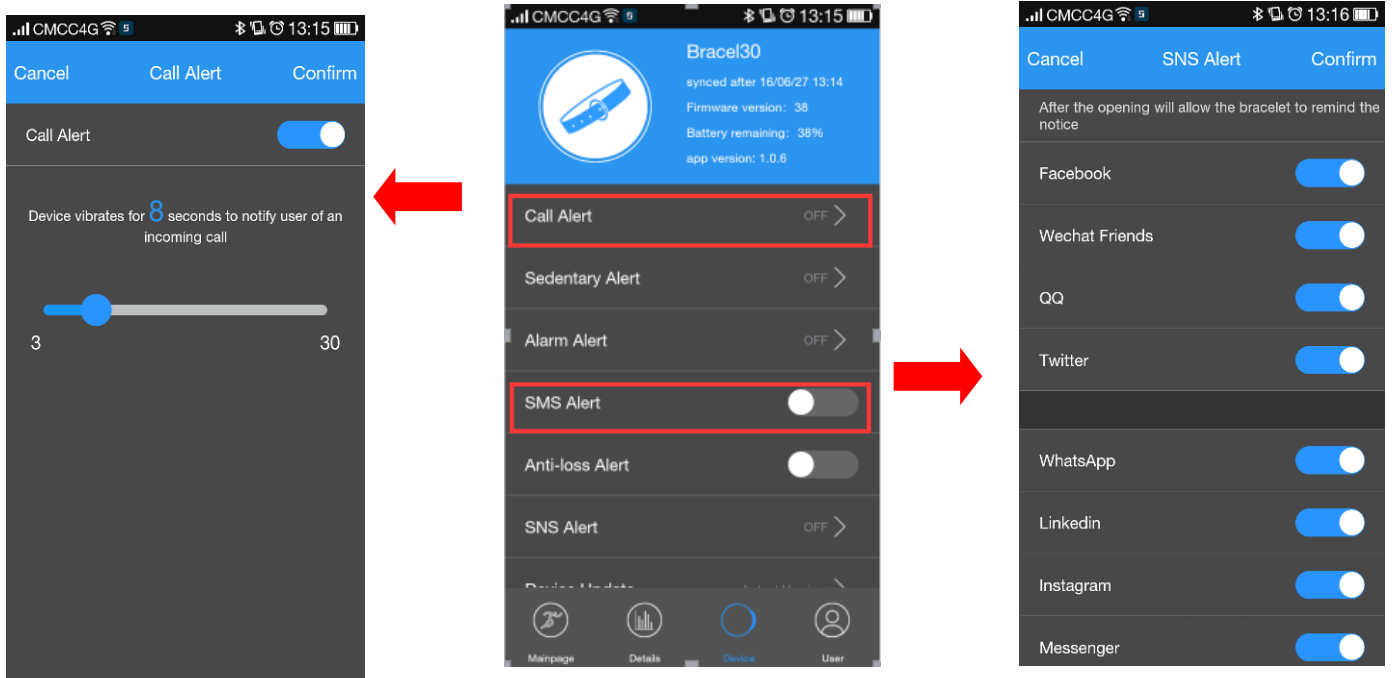 CMCC4G 13:15
Cancel Call Alert Confirm
Call Alert
Device vibrates for 8 seconds to notify user of an
incoming call
3 30
CMCC4G 13:15
Bracel30
synced after 16/06/27 13:14
Firmware version: 38
Battery remaining: 38%
app version: 1.0.6
Call Alert OFF
Sedentary Alert OFF
Alarm Alert OFF
SMS Alert
Anti-loss Alert
SNS Alert OFF
Device Update
Mainpage Details Device User
CMCC4G 13:16
Cancel SNS Alert Confirm
After the opening will allow the bracelet to remind the
notice
Facebook
Wechat Friends
QQ
Twitter
WhatsApp
Linkedin
Instagram
Messenger